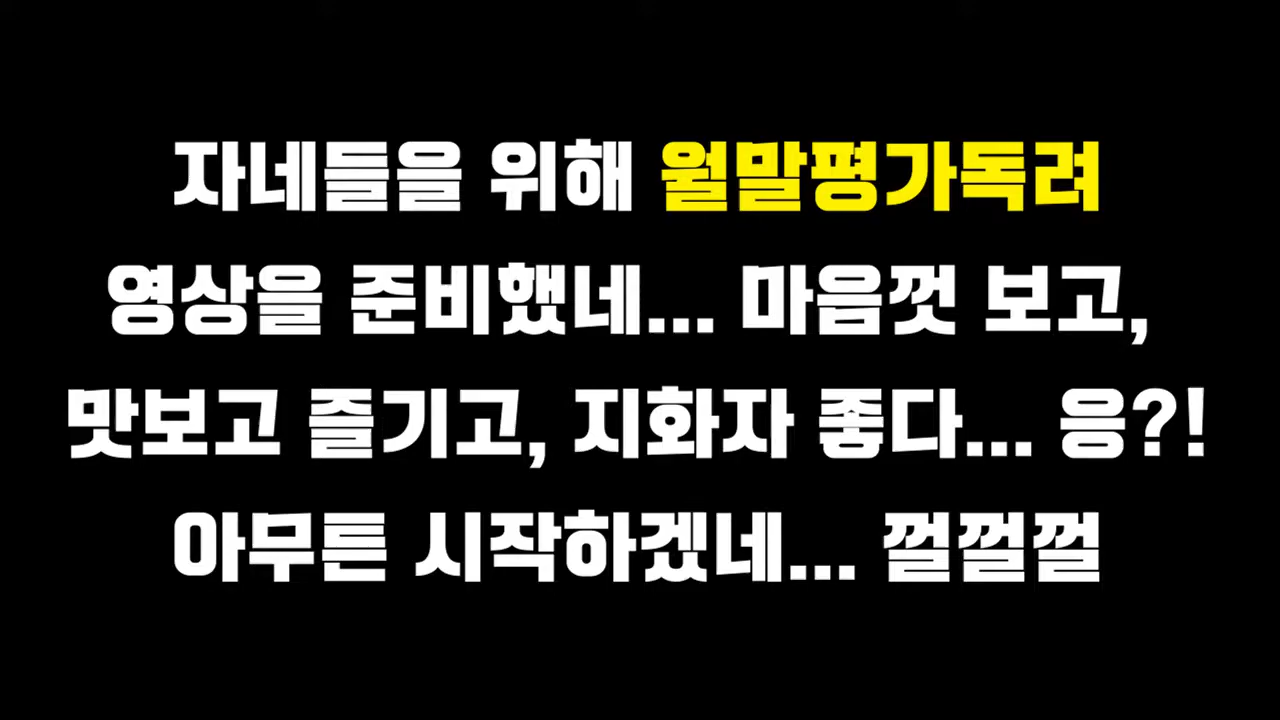 자네들을 위해 월말평가독려
영상을 준비했네... 마음껏 보고,
맛보고 즐기고, 지화자 좋다... 응?!
아무튼 시작하겠네... 껄껄껄